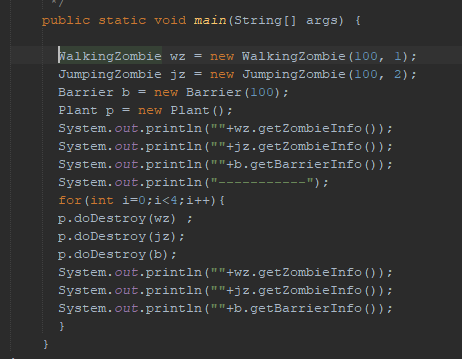 */
public static void main(String[] args) {
WalkingZombie wz = new WalkingZombie(100, 1);
JumpingZombie jz = new JumpingZombie(100, 2);
Barrier b = new Barrier(100);
Plant p = new Plant();
System.out.println(""+wz.getZombieInfo());
System.out.println(""+jz.getZombieInfo());
System.out.println(""+b.getBarrierInfo());
System.out.println("-----------");
for(int i=0;i<4;i++){
p.doDestroy(wz) ;
p.doDestroy(jz);
p.doDestroy(b);
System.out.println(""+wz.getZombieInfo());
System.out.println(""+jz.getZombieInfo());
System.out.println(""+b.getBarrierInfo());
}
}